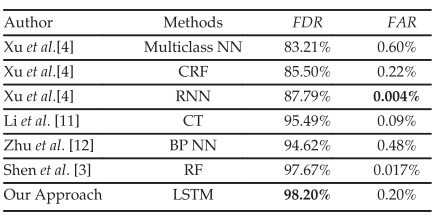 Author Methods FDR FAR
Xu et al.[4] Multiclass NN 83.21% 0.60%
Xu et al.[4] CRF 85.50% 0.22%
Xu et al.[4] RNN 87.79% 0.004%
Li et al. [11] CT 95.49% 0.09%
Zhu et al. [12] BP NN 94.62% 0.48%
Shen et al. [3] RF 97.67% 0.017%
Our Approach LSTM 98.20% 0.20%